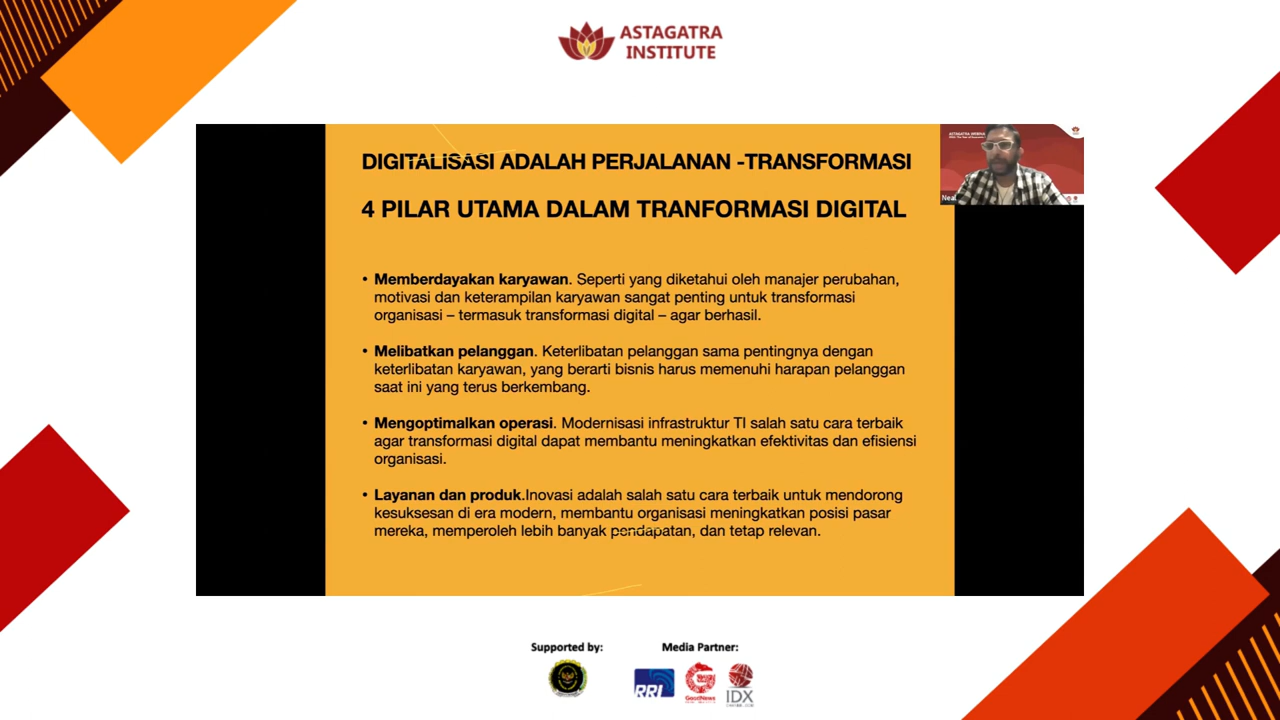 ASTAGATRA
INSTITUTE
DIGITALISASI ADALAH PERJALANAN -TRANSFORMASI
4 PILAR UTAMA DALAM TRANFORMASI DIGITAL
• Memberdayakan karyawan. Seperti yang diketahui oleh manajer perubahan,
motivasi dan keterampilan karyawan sangat penting untuk transformasi
organisasi – termasuk transformasi digital – agar berhasil.
• Melibatkan pelanggan. Keterlibatan pelanggan sama pentingnya dengan
keterlibatan karyawan, yang berarti bisnis harus memenuhi harapan pelanggan
saat ini yang terus berkembang.
• Mengoptimalkan operasi. Modernisasi infrastruktur TI salah satu cara terbaik
agar transformasi digital dapat membantu meningkatkan efektivitas dan efisiensi
organisasi.
• Layanan dan produk.Inovasi adalah salah satu cara terbaik untuk mendorong
kesuksesan di era modern, membantu organisasi meningkatkan posisi pasar
mereka, memperoleh lebih banyak pendapatan, dan tetap relevan.
Supported by:
Media Partner:
RRI
GoodNews
IDX